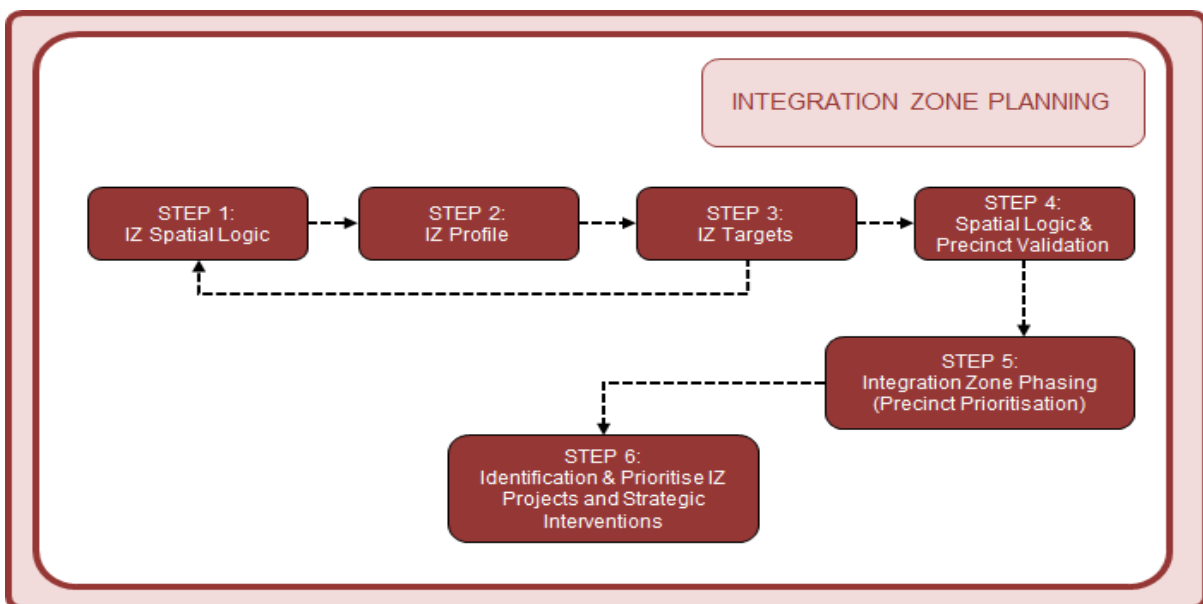 INTEGRATION ZONE PLANNING
STEP 1:
IZ Spatial Logic
STEP 2:
IZ Profile
STEP 3:
IZ Targets
STEP 4:
Spatial Logic &
Precinct Validation
STEP 5:
Integration Zone Phasing
(Precinct Prioritisation)
STEP 6:
Identification & Prioritise IZ
Projects and Strategic
Interventions